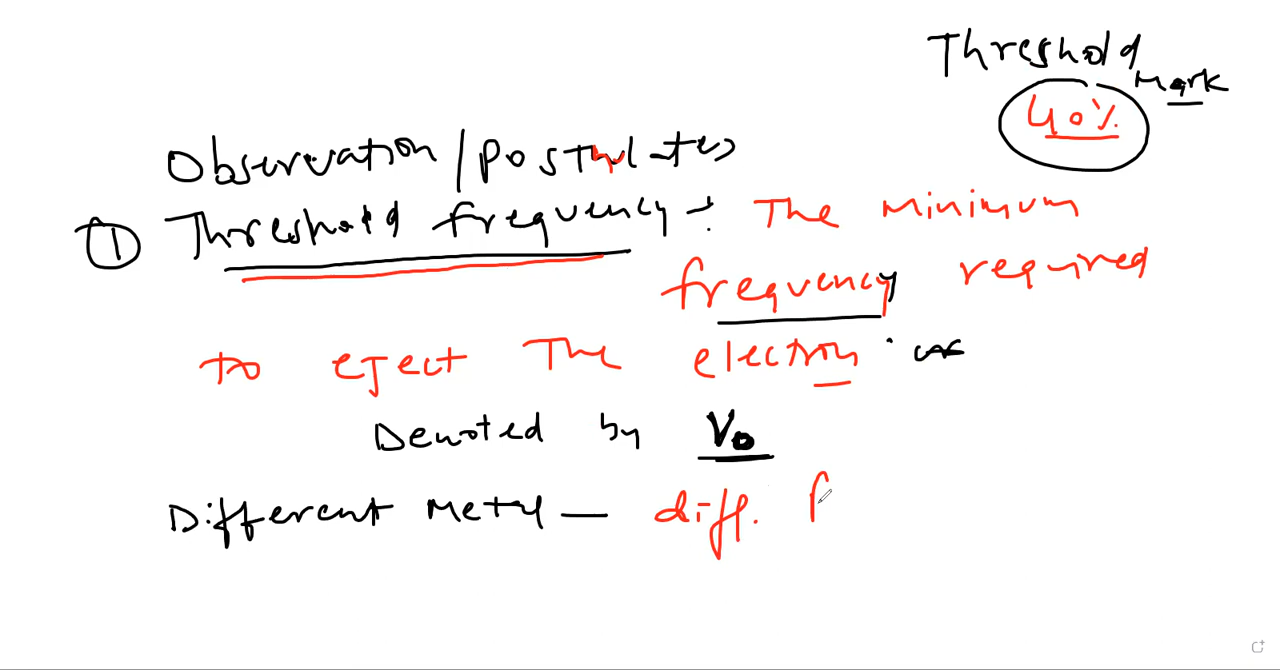 Threshold
Mark
40%
Observation / Postulates
① Threshold frequency :- The Minimum
frequency required
to eject the electron.
Denoted by ν₀
Different Metal — diff. f